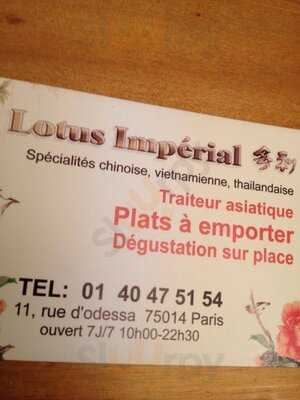 Lotus Impérial
Spécialités chinoise, vietnamienne, thailandaise
Traiteur asiatique
Plats à emporter
Dégustation sur place
TEL: 01 40 47 51 54
11, rue d'odessa 75014 Paris
ouvert 7J/7 10h00-22h30